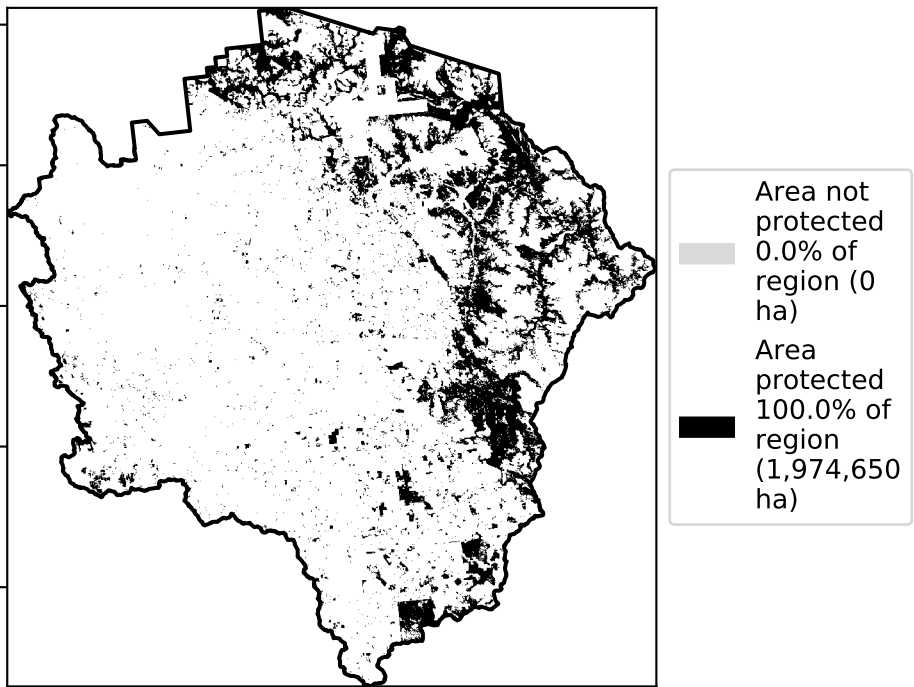 Area not
protected
0.0% of
region (0
ha)
Area
protected
100.0% of
region
(1,974,650
ha)